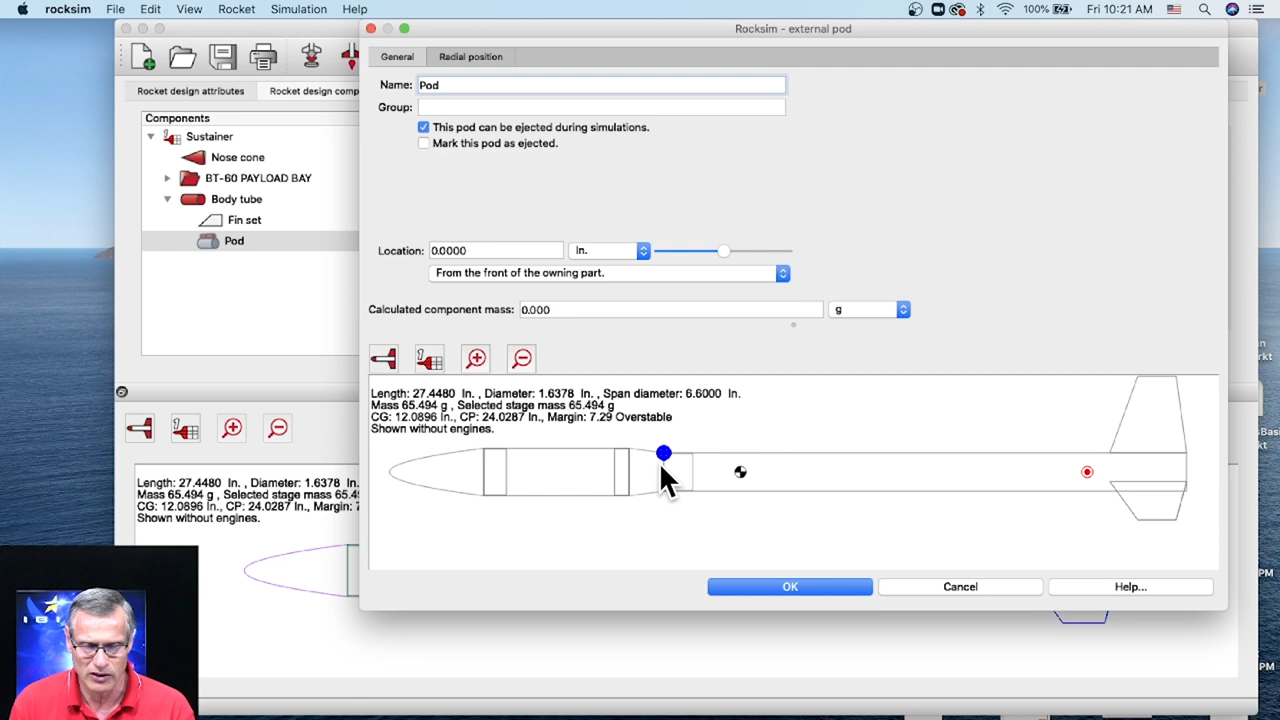 rocksim File Edit View Rocket Simulation Help 100% Fri 10:21 AM
Rocksim - external pod
General Radial position
Rocket design attributes Rocket design comp
Name: Pod
Group:
Components
This pod can be ejected during simulations.
Sustainer
Mark this pod as ejected.
Nose cone
BT-60 PAYLOAD BAY
Body tube
Fin set
Pod
Location: 0.0000 In.
From the front of the owning part.
Calculated component mass: 0.000 g
Length: 27.4480 In. , Diameter: 1.6378 In. , Span diameter: 6.6000 In.
Mass 65.494 g , Selected stage mass 65.494 g
CG: 12.0896 In., CP: 24.0287 In., Margin: 7.29 Overstable
Shown without engines.
Length: 27.4480 In. , Diameter: 1.6378
Mass 65.494 g , Selected stage mass 65.49
CG: 12.0896 In., CP: 24.0287 In., Margin: 7
Shown without engines.
OK Cancel Help...